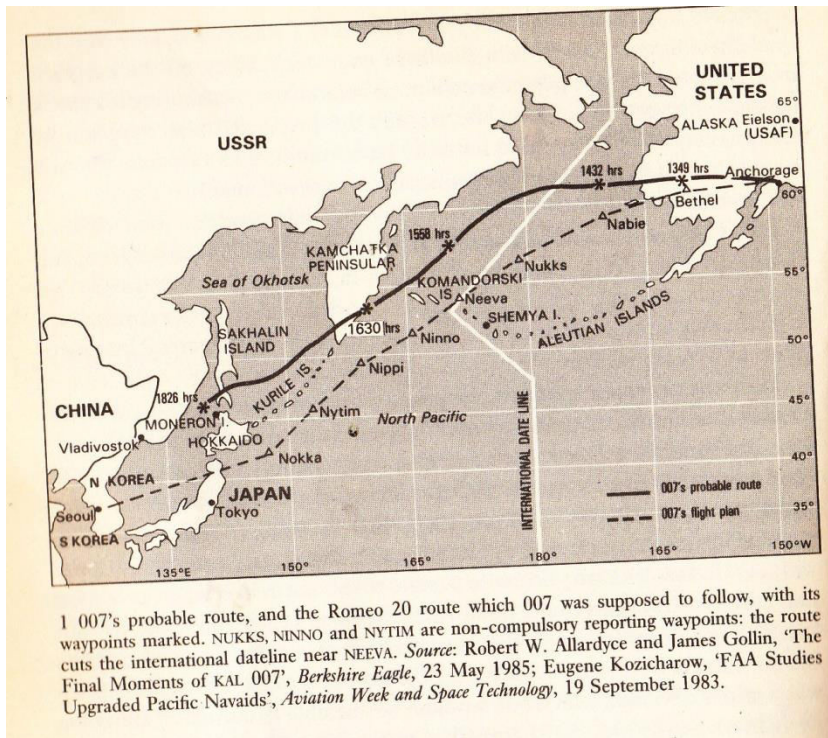 UNITED
STATES
65°
ALASKA Eielson
(USAF)
USSR
1432 hrs
1349 hrs
Anchorage
60°
Bethel
Nabie
1558 hrs
KAMCHATKA
PENINSULAR
Nukks
Sea of Okhotsk
KOMANDORSKI
IS
Neeva
55°
SHEMYA I.
ALEUTIAN ISLANDS
1630 hrs
Ninno
50°
SAKHALIN
ISLAND
Nippi
KURILE IS
1826 hrs
45°
CHINA
MONERON I.
Nytim
North Pacific
HOKKAIDO
Vladivostok
Nokka
40°
N KOREA
INTERNATIONAL DATE LINE
JAPAN
007's probable route
35°
Seoul
Tokyo
007's flight plan
S KOREA
135°E
150°
165°
180°
165°
150°W
1 007's probable route, and the Romeo 20 route which 007 was supposed to follow, with its
waypoints marked. NUKKS, NINNO and NYTIM are non-compulsory reporting waypoints: the route
cuts the international dateline near NEEVA. Source: Robert W. Allardyce and James Gollin, 'The
Final Moments of KAL 007', Berkshire Eagle, 23 May 1985; Eugene Kozicharow, 'FAA Studies
Upgraded Pacific Navaids', Aviation Week and Space Technology, 19 September 1983.